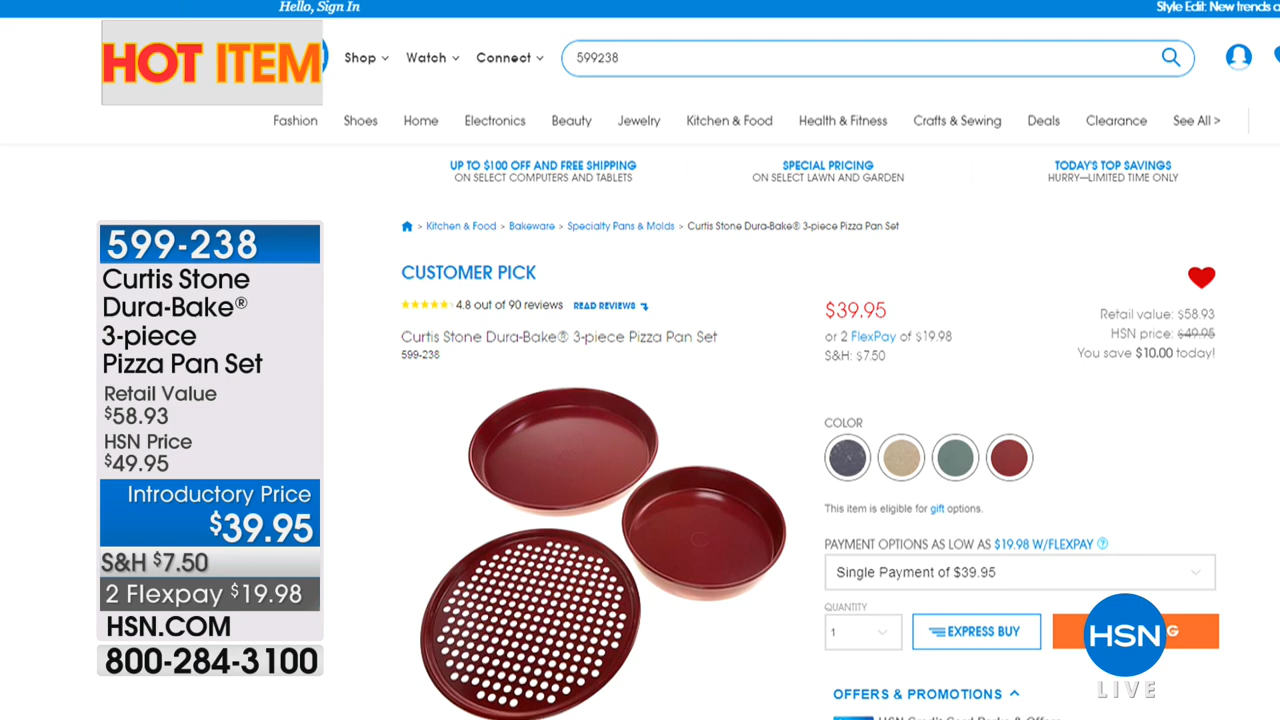 Hello, Sign In
Style Edit: New trends a
HOT ITEM
Shop
Watch
Connect
599238
Fashion
Shoes
Home
Electronics
Beauty
Jewelry
Kitchen & Food
Health & Fitness
Crafts & Sewing
Deals
Clearance
See All >
UP TO $100 OFF AND FREE SHIPPING
ON SELECT COMPUTERS AND TABLETS
SPECIAL PRICING
ON SELECT LAWN AND GARDEN
TODAY'S TOP SAVINGS
HURRY—LIMITED TIME ONLY
599-238
Curtis Stone
Dura-Bake®
3-piece
Pizza Pan Set
Retail Value
$58.93
HSN Price
$49.95
Introductory Price
$39.95
S&H $7.50
2 Flexpay $19.98
HSN.COM
800-284-3100
> Kitchen & Food > Bakeware > Specialty Pans & Molds > Curtis Stone Dura-Bake® 3-piece Pizza Pan Set
CUSTOMER PICK
4.8 out of 90 reviews READ REVIEWS
Curtis Stone Dura-Bake® 3-piece Pizza Pan Set
599-238
$39.95
or 2 FlexPay of $19.98
S&H: $7.50
Retail value: $58.93
HSN price: $49.95
You save $10.00 today!
COLOR
This item is eligible for gift options.
PAYMENT OPTIONS AS LOW AS $19.98 W/FLEXPAY ?
Single Payment of $39.95
QUANTITY
1
EXPRESS BUY
G
HSN
LIVE
OFFERS & PROMOTIONS